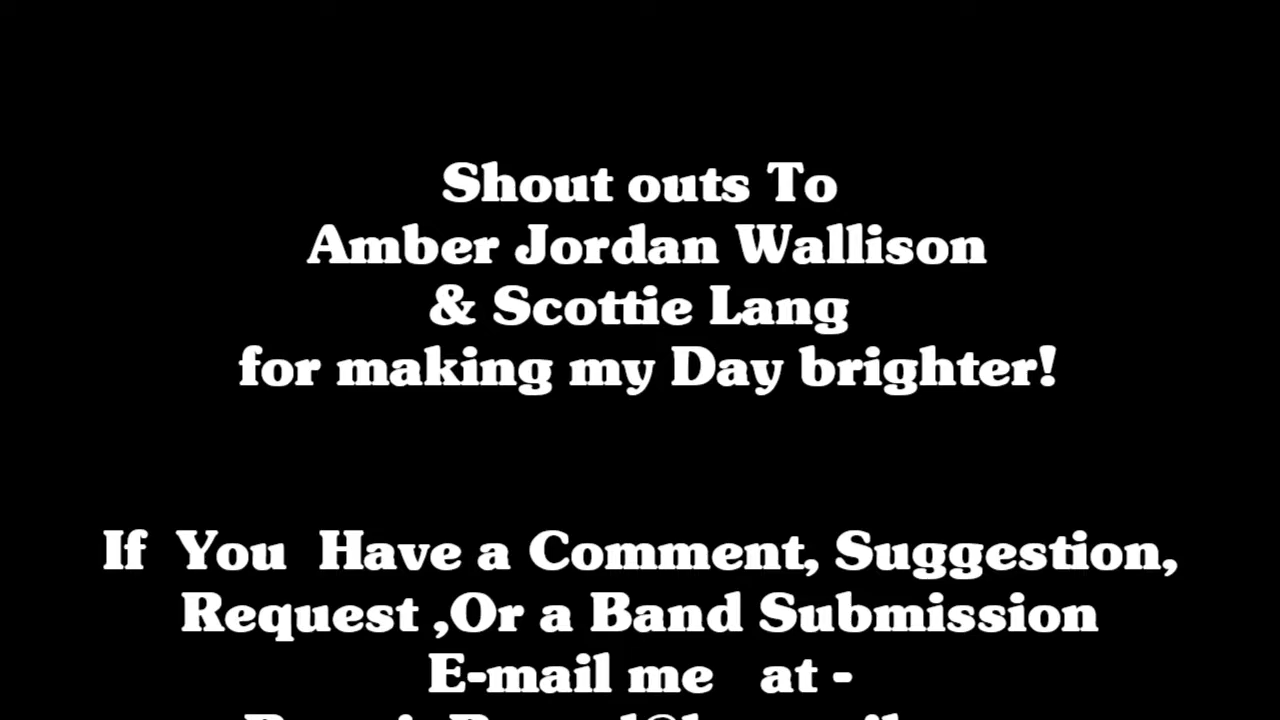 Shout outs To
Amber Jordan Wallison
& Scottie Lang
for making my Day brighter!
If You Have a Comment, Suggestion,
Request ,Or a Band Submission
E-mail me at -